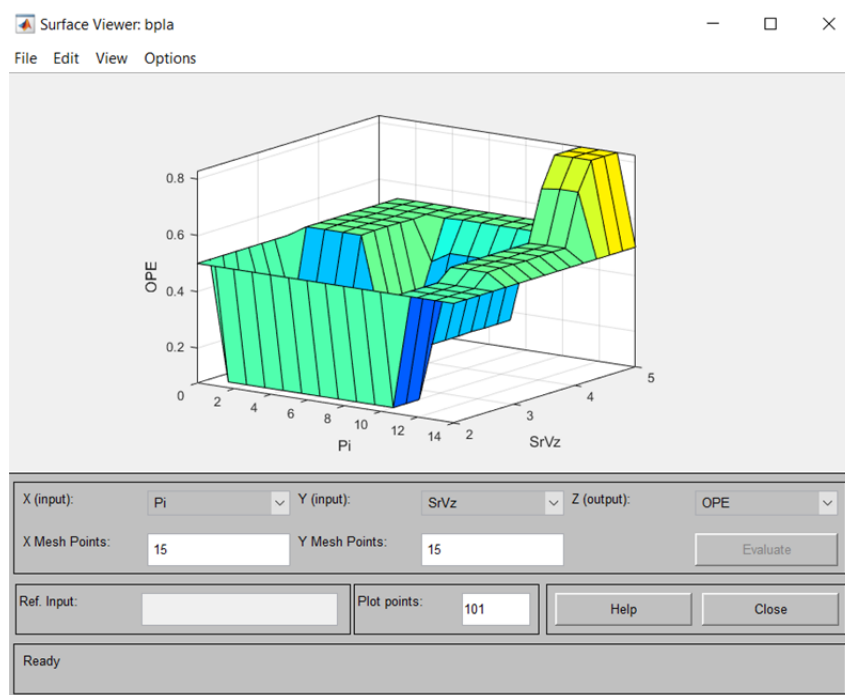 Surface Viewer: bpla
File Edit View Options
0.8
0.6
0.4
0.2
OPE
0
2
4
6
8
10
12
14
Pi
2
3
4
5
SrVz
X (input): Pi Y (input): SrVz Z (output): OPE
X Mesh Points: 15 Y Mesh Points: 15 Evaluate
Ref. Input: Plot points: 101 Help Close
Ready